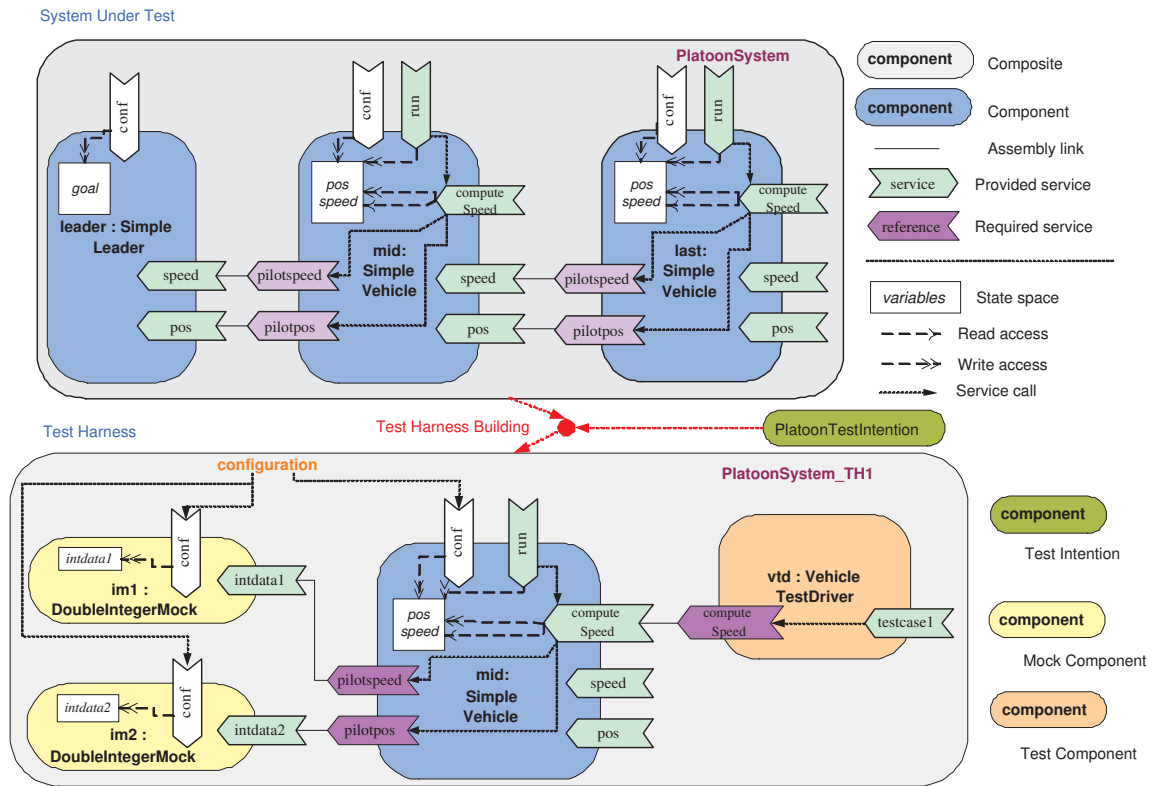 System Under Test
PlatoonSystem
conf
goal
leader : Simple
Leader
speed
pos
conf
run
pos
speed
compute
Speed
mid:
Simple
Vehicle
pilotspeed
pilotpos
speed
pos
conf
run
pos
speed
compute
Speed
last:
Simple
Vehicle
pilotspeed
pilotpos
speed
pos
component
Composite
component
Component
Assembly link
service
Provided service
reference
Required service
variables
State space
Read access
Write access
Service call
Test Harness
Test Harness Building
PlatoonTestIntention
configuration
PlatoonSystem_TH1
conf
intdata1
im1 :
DoubleIntegerMock
intdata1
conf
intdata2
im2 :
DoubleIntegerMock
intdata2
conf
run
pos
speed
compute
Speed
mid:
Simple
Vehicle
pilotspeed
pilotpos
speed
pos
vtd : Vehicle
TestDriver
compute
Speed
testcase1
component
Test Intention
component
Mock Component
component
Test Component